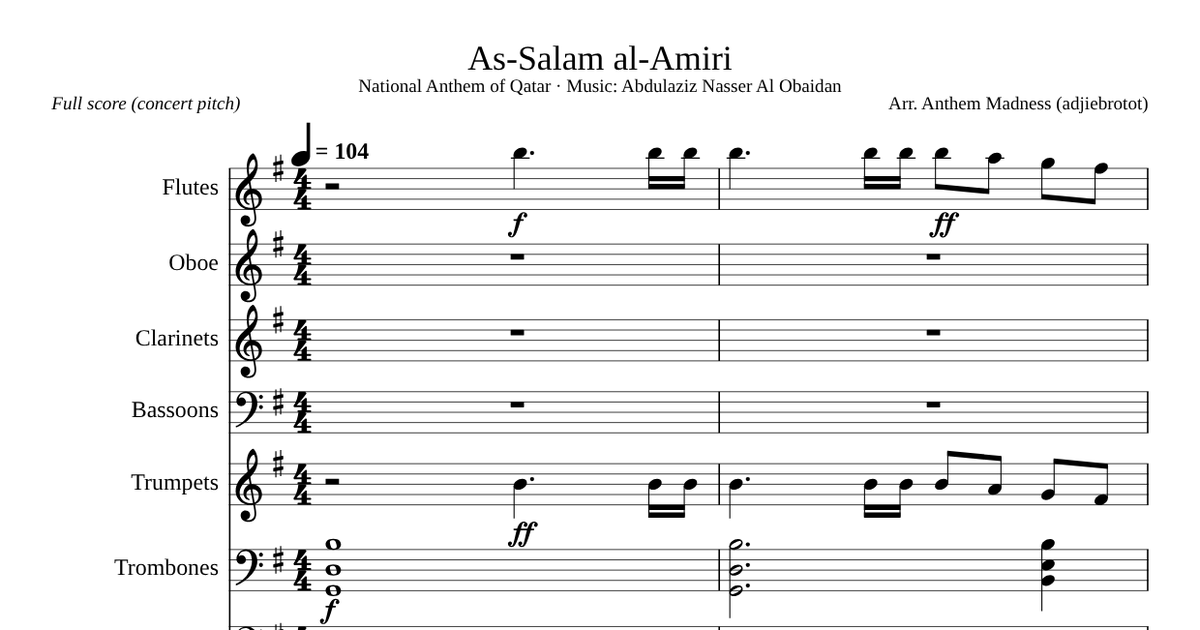 As-Salam al-Amiri
National Anthem of Qatar · Music: Abdulaziz Nasser Al Obaidan
Full score (concert pitch)
Arr. Anthem Madness (adjiebrotot)
= 104
Flutes
f
ff
Oboe
Clarinets
Bassoons
Trumpets
ff
Trombones
f